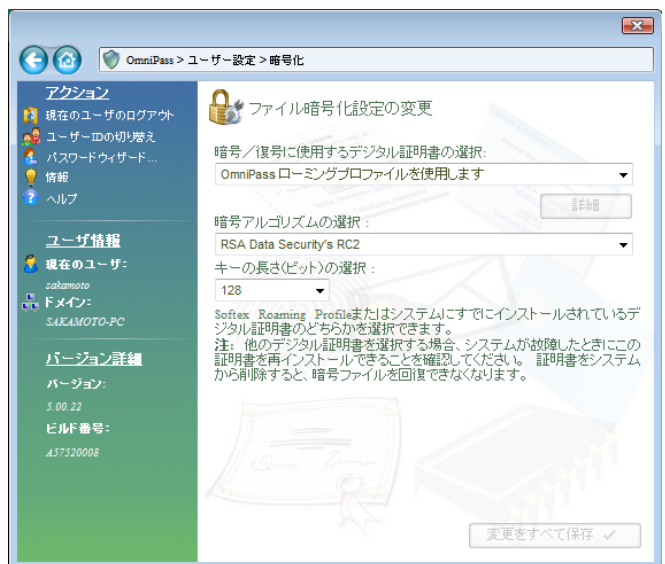 OmniPass > ユーザー設定 > 暗号化
アクション
現在のユーザのログアウト
ユーザーIDの切り替え
パスワードウィザード...
情報
ヘルプ
ユーザ情報
現在のユーザ:
sakamoto
ドメイン:
SAKAMOTO-PC
バージョン詳細
バージョン:
5.00.22
ビルド番号:
A57520008
ファイル暗号化設定の変更
暗号/復号に使用するデジタル証明書の選択:
OmniPass ローミングプロファイルを使用します
詳細
暗号アルゴリズムの選択:
RSA Data Security's RC2
キーの長さ(ビット)の選択:
128
Softex Roaming Profileまたはシステムにすでにインストールされているデ
ジタル証明書のどちらかを選択できます。
注: 他のデジタル証明書を選択する場合、システムが故障したときにこの
証明書を再インストールできることを確認してください。 証明書をシステム
から削除すると、暗号ファイルを回復できなくなります。
変更をすべて保存